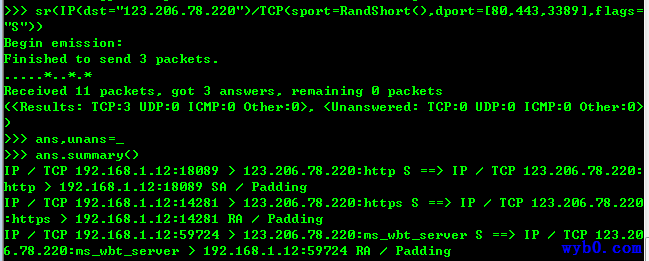 >>> sr(IP(dst="123.206.78.220")/TCP(sport=RandShort(),dport=[80,443,3389],flags=
"S"))
Begin emission:
Finished to send 3 packets.
.....*..*.*
Received 11 packets, got 3 answers, remaining 0 packets
(<Results: TCP:3 UDP:0 ICMP:0 Other:0>, <Unanswered: TCP:0 UDP:0 ICMP:0 Other:0>
)
>>> ans,unans=_
>>> ans.summary()
IP / TCP 192.168.1.12:18089 > 123.206.78.220:http S ==> IP / TCP 123.206.78.220:
http > 192.168.1.12:18089 SA / Padding
IP / TCP 192.168.1.12:14281 > 123.206.78.220:https S ==> IP / TCP 123.206.78.220
:https > 192.168.1.12:14281 RA / Padding
IP / TCP 192.168.1.12:59724 > 123.206.78.220:ms_wbt_server S ==> IP / TCP 123.20
6.78.220:ms_wbt_server > 192.168.1.12:59724 RA / Padding
wyb0.com